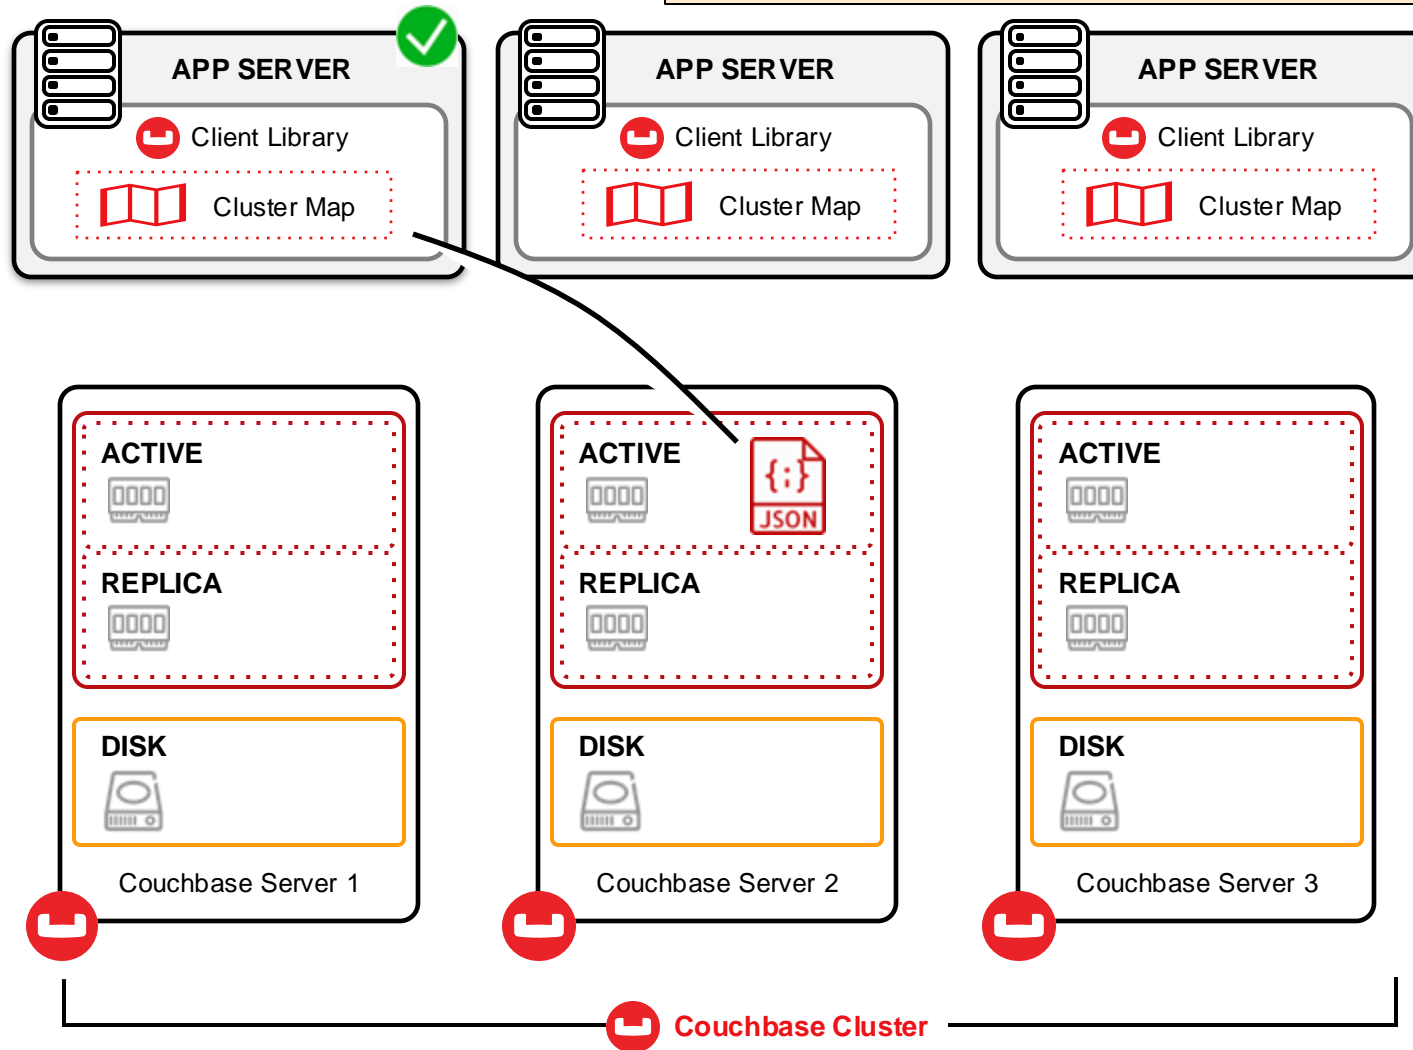 APP SERVER
Client Library
Cluster Map
APP SERVER
Client Library
Cluster Map
APP SERVER
Client Library
Cluster Map
ACTIVE
REPLICA
DISK
Couchbase Server 1
ACTIVE
{;}
JSON
REPLICA
DISK
Couchbase Server 2
ACTIVE
REPLICA
DISK
Couchbase Server 3
Couchbase Cluster